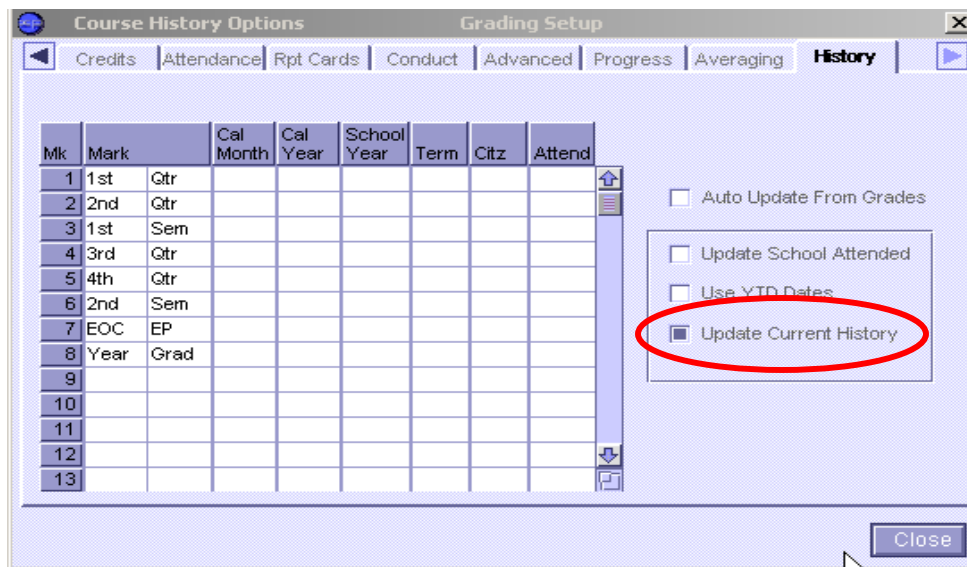 Course History Options Grading Setup
Credits Attendance Rpt Cards Conduct Advanced Progress Averaging History
Mk Mark Cal Month Cal Year School Year Term Citz Attend
1 1st Qtr
2 2nd Qtr
3 1st Sem
4 3rd Qtr
5 4th Qtr
6 2nd Sem
7 EOC EP
8 Year Grad
9
10
11
12
13
Auto Update From Grades
Update School Attended
Use YTD Dates
Update Current History
Close